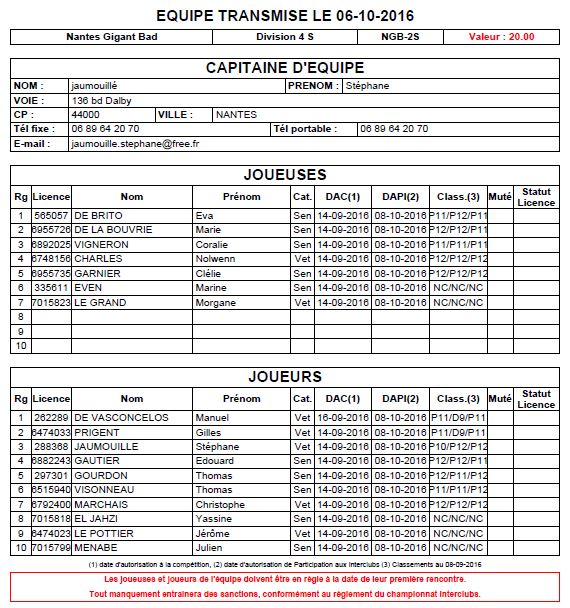 EQUIPE TRANSMISE LE 06-10-2016
Nantes Gigant Bad Division 4 S NGB-2S Valeur : 20.00
CAPITAINE D'EQUIPE
NOM : jaumouillé PRENOM : Stéphane
VOIE : 136 bd Dalby
CP : 44000 VILLE : NANTES
Tél fixe : 06 89 64 20 70 Tél portable : 06 89 64 20 70
E-mail : jaumouille.stephane@free.fr
JOUEUSES
Rg Licence Nom Prénom Cat. DAC(1) DAPI(2) Class.(3) Muté Statut Licence
1 565057 DE BRITO Eva Sen 14-09-2016 08-10-2016 P11/P12/P11
2 6955726 DE LA BOUVRIE Marie Sen 14-09-2016 08-10-2016 P12/P12/P12
3 6892025 VIGNERON Coralie Sen 14-09-2016 08-10-2016 P11/P12/P11
4 6748156 CHARLES Nolwenn Vet 14-09-2016 08-10-2016 P12/P12/P12
5 6955735 GARNIER Clélie Sen 14-09-2016 08-10-2016 P12/P12/P12
6 335611 EVEN Marine Sen 14-09-2016 08-10-2016 NC/NC/NC
7 7015823 LE GRAND Morgane Vet 14-09-2016 08-10-2016 NC/NC/NC
8
9
10
JOUEURS
Rg Licence Nom Prénom Cat. DAC(1) DAPI(2) Class.(3) Muté Statut Licence
1 262289 DE VASCONCELOS Manuel Vet 16-09-2016 08-10-2016 P11/D9/P11
2 6474033 PRIGENT Gilles Vet 14-09-2016 08-10-2016 P11/D9/P11
3 288368 JAUMOUILLE Stéphane Vet 14-09-2016 08-10-2016 P10/P12/P12
4 6882243 GAUTIER Edouard Sen 14-09-2016 08-10-2016 P12/P12/P11
5 297301 GOURDON Thomas Sen 14-09-2016 08-10-2016 P12/P12/P12
6 6515940 VISONNEAU Thomas Sen 14-09-2016 08-10-2016 P11/P12/P11
7 6792400 MARCHAIS Christophe Vet 14-09-2016 08-10-2016 P12/P12/P12
8 7015818 EL JAHZI Yassine Sen 14-09-2016 08-10-2016 NC/NC/NC
9 6474023 LE POTTIER Jérôme Vet 14-09-2016 08-10-2016 NC/NC/NC
10 7015799 MENABE Julien Sen 14-09-2016 08-10-2016 NC/NC/NC
(1) date d'autorisation à la compétition, (2) date d'autorisation de Participation aux Interclubs (3) Classements au 08-09-2016
Les joueuses et joueurs de l'équipe doivent être en règle à la date de leur première rencontre.
Tout manquement entrainera des sanctions, conformément au règlement du championnat Interclubs.